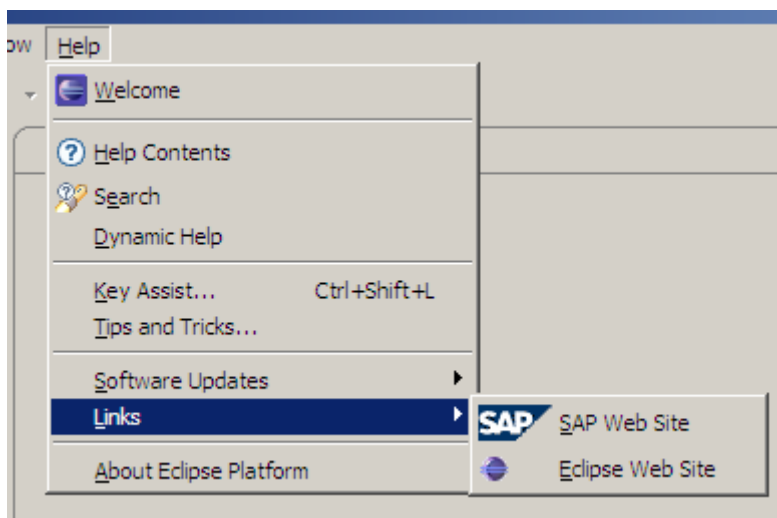 ow Help
Welcome
? Help Contents
Search
Dynamic Help
Key Assist... Ctrl+Shift+L
Tips and Tricks...
Software Updates
Links
SAP SAP Web Site
Eclipse Web Site
About Eclipse Platform